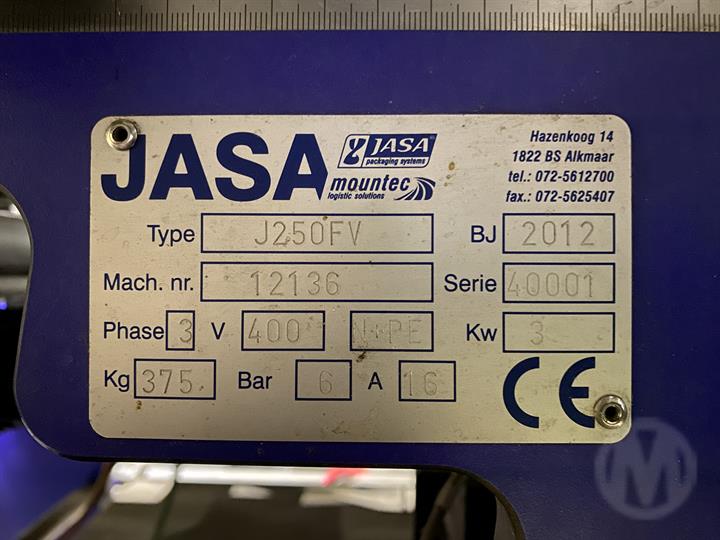 JASA
JASA®
packaging systems
mountec
logistic solutions
Hazenkoog 14
1822 BS Alkmaar
tel.: 072-5612700
fax.: 072-5625407
Type J250FV BJ 2012
Mach. nr. 12136 Serie 40001
Phase 3 V 400 N+PE Kw 3
Kg 375. Bar 6 A 16
CE
M